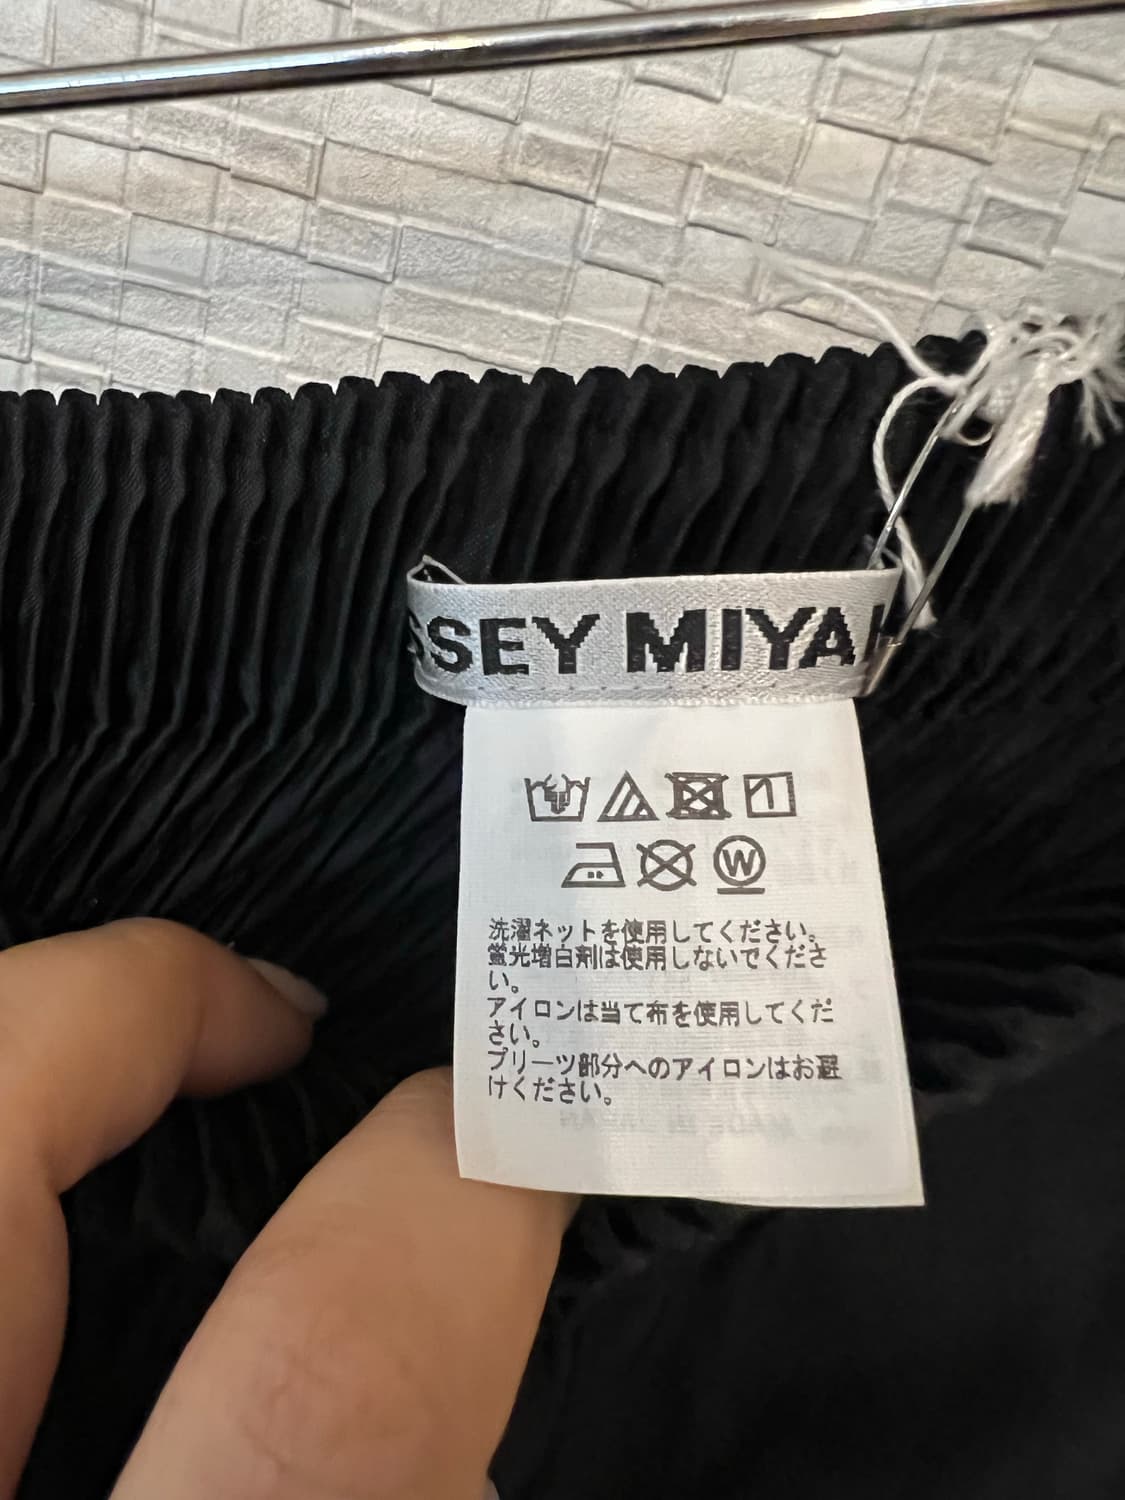 ISSEY MIYAK
W
洗濯ネットを使用してください。
蛍光増白剤は使用しないでくださ
い。
アイロンは当て布を使用してくだ
さい。
プリーツ部分へのアイロンはお避
けください。